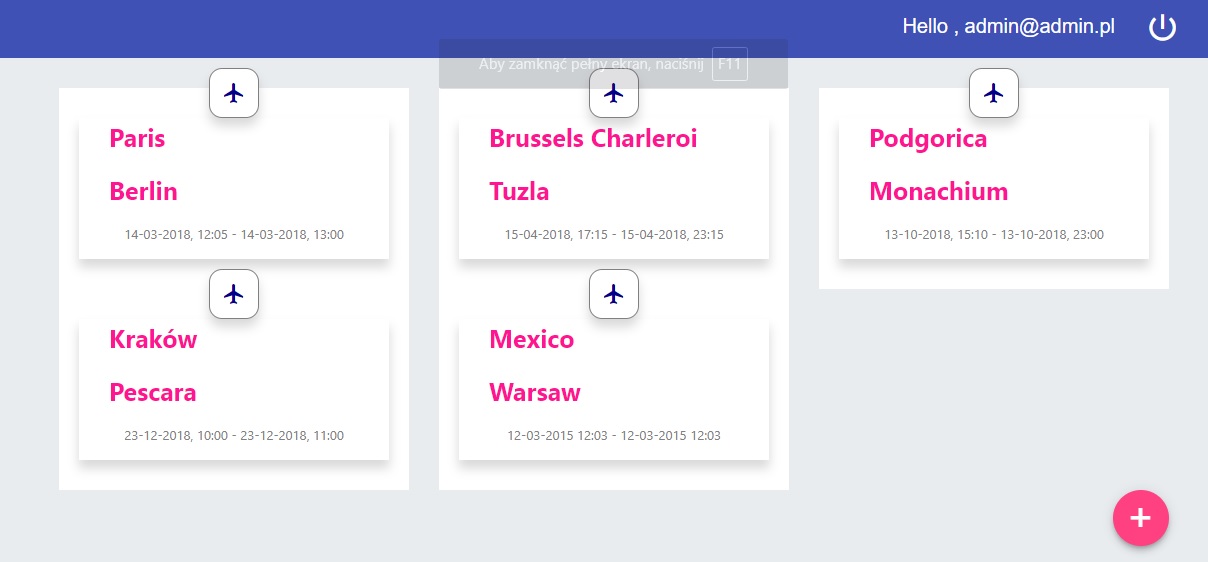 Hello , admin@admin.pl
Aby zamknąć pełny ekran, naciśnij F11
Paris
Berlin
14-03-2018, 12:05 - 14-03-2018, 13:00
Kraków
Pescara
23-12-2018, 10:00 - 23-12-2018, 11:00
Brussels Charleroi
Tuzla
15-04-2018, 17:15 - 15-04-2018, 23:15
Mexico
Warsaw
12-03-2015 12:03 - 12-03-2015 12:03
Podgorica
Monachium
13-10-2018, 15:10 - 13-10-2018, 23:00